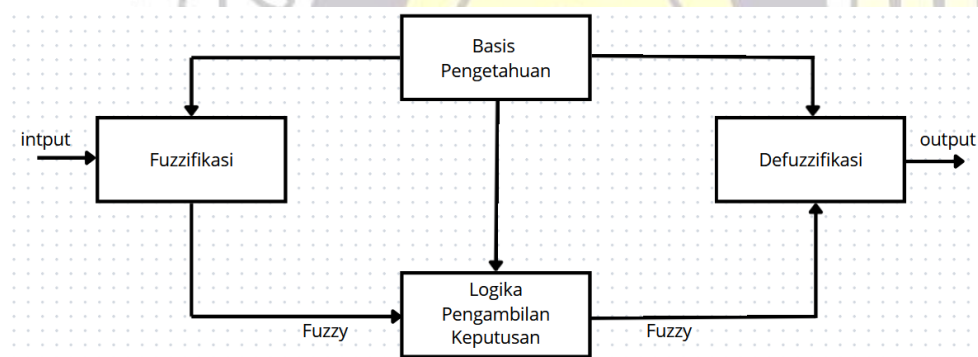 Basis
Pengetahuan
intput
Fuzzifikasi
Defuzzifikasi
output
Logika
Pengambilan
Keputusan
Fuzzy
Fuzzy